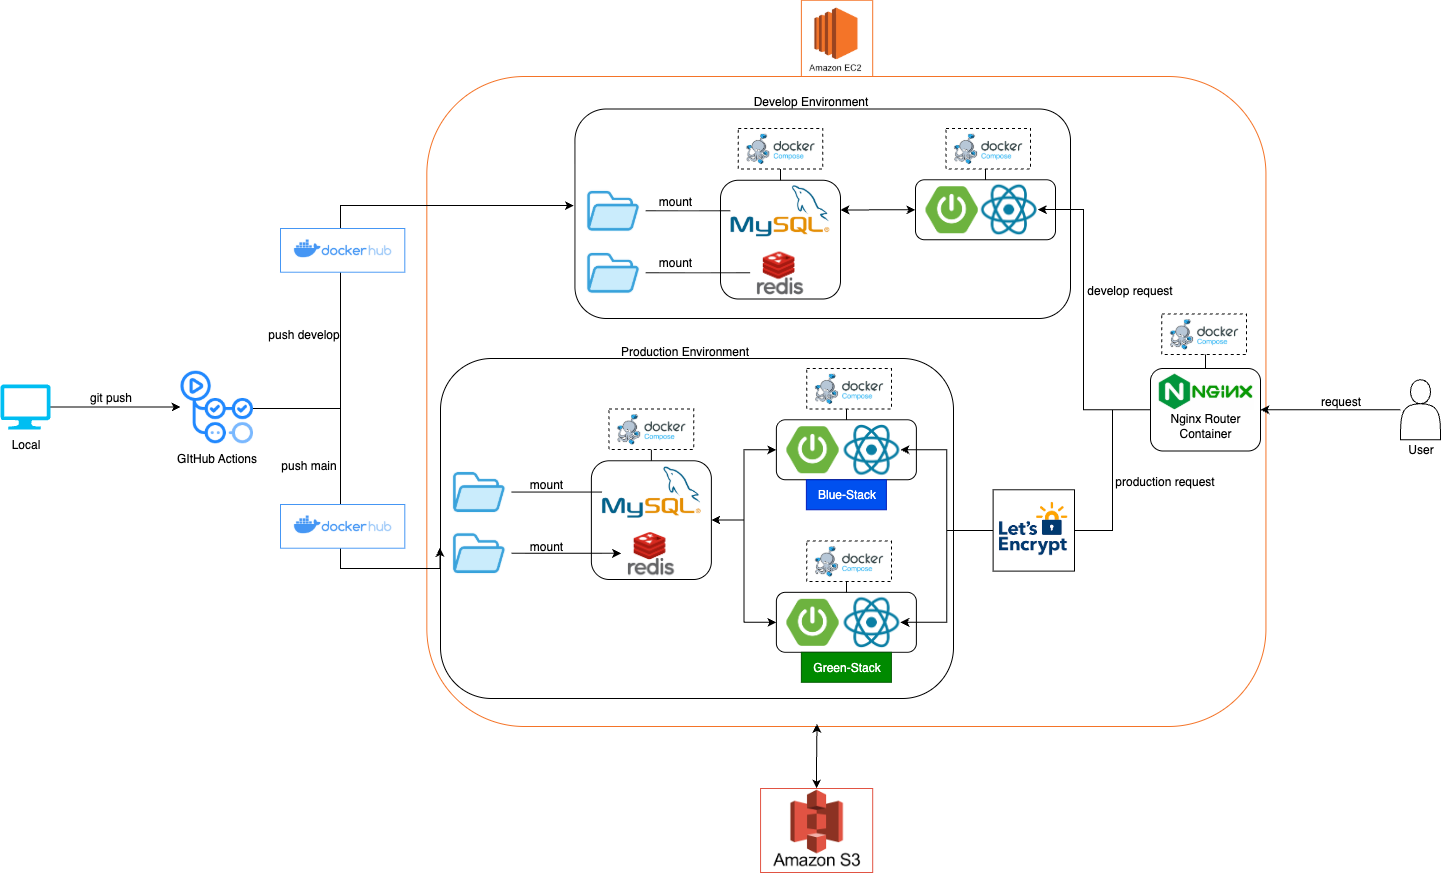 Amazon EC2
Develop Environment
docker
Compose
docker
Compose
mount
MySQL®
mount
redis
docker hub
push develop
develop request
docker
Compose
NGINX
Nginx Router
Container
request
User
git push
Local
GItHub Actions
push main
docker hub
Production Environment
docker
Compose
docker
Compose
mount
MySQL®
mount
redis
Blue-Stack
docker
Compose
Green-Stack
production request
Let's
Encrypt
Amazon S3